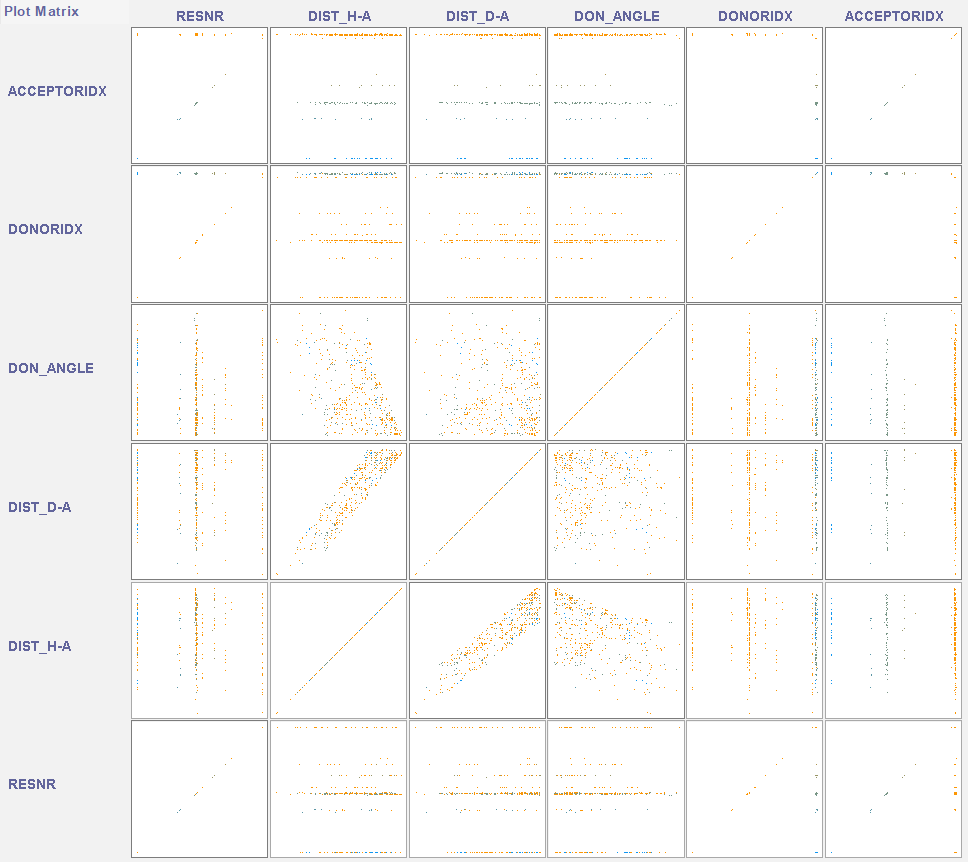 Plot Matrix
RESNR DIST_H-A DIST_D-A DON_ANGLE DONORIDX ACCEPTORIDX
ACCEPTORIDX
DONORIDX
DON_ANGLE
DIST_D-A
DIST_H-A
RESNR